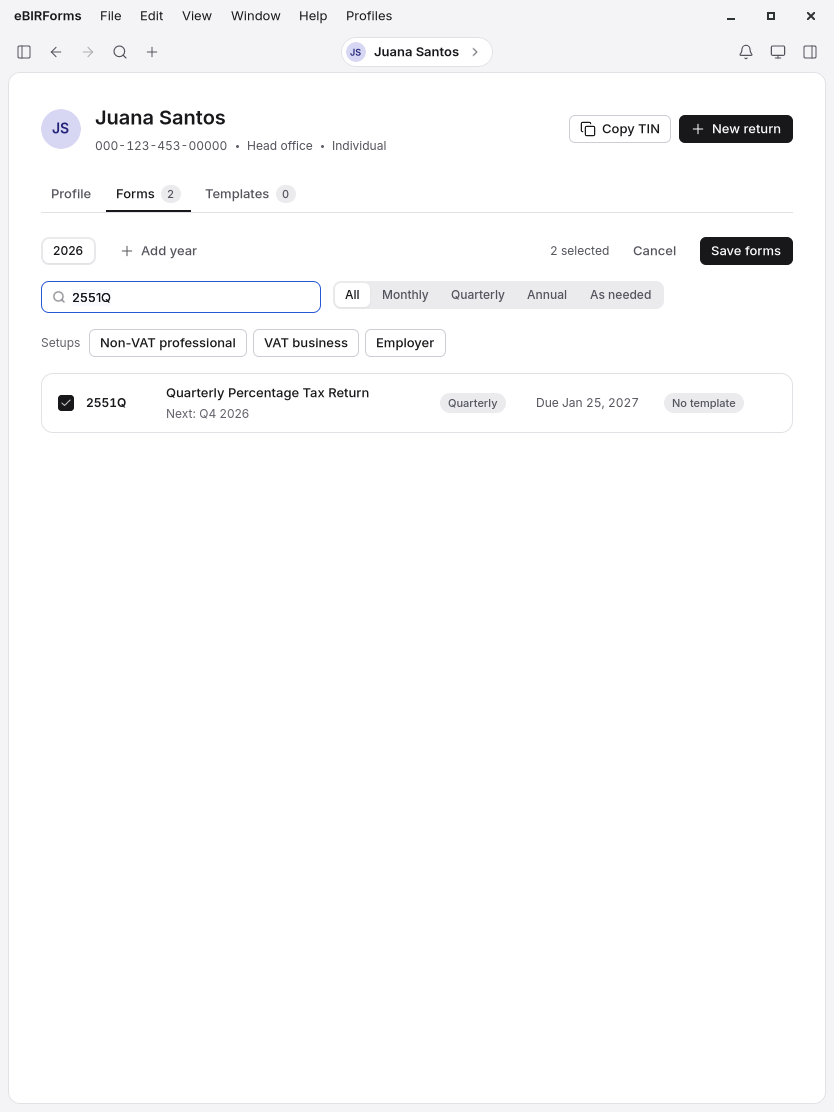 eBIRForms File Edit View Window Help Profiles
JS Juana Santos
JS
Juana Santos
000-123-453-00000 • Head office • Individual
Copy TIN
New return
Profile
Forms 2
Templates 0
2026
Add year
2 selected
Cancel
Save forms
2551Q
All Monthly Quarterly Annual As needed
Setups Non-VAT professional VAT business Employer
2551Q
Quarterly Percentage Tax Return
Next: Q4 2026
Quarterly
Due Jan 25, 2027
No template